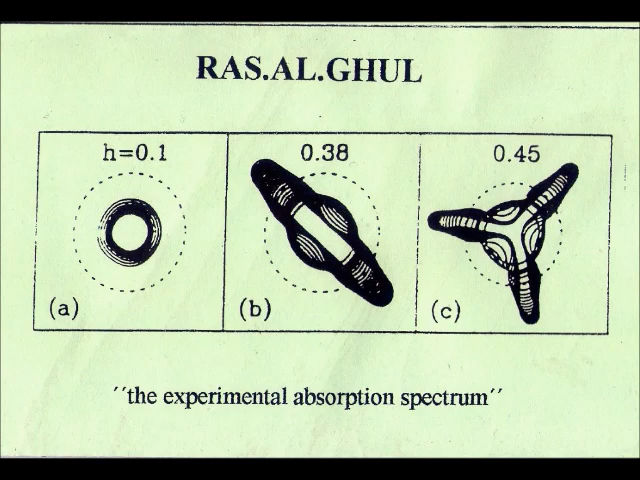 RAS.AL.GHUL
h=0.1 0.38 0.45
(a) (b) (c)
´´the experimental absorption spectrum´´